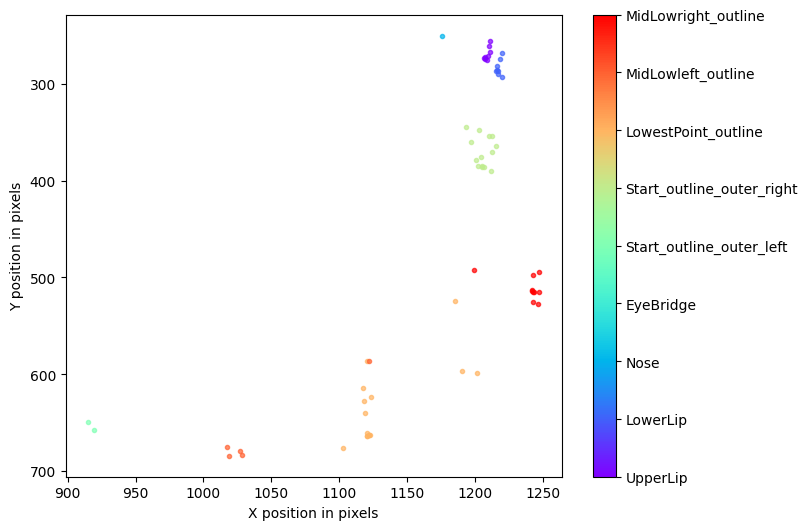 300
400
500
600
700
Y position in pixels
900
950
1000
1050
1100
1150
1200
1250
X position in pixels
MidLowright_outline
MidLowleft_outline
LowestPoint_outline
Start_outline_outer_right
Start_outline_outer_left
EyeBridge
Nose
LowerLip
UpperLip